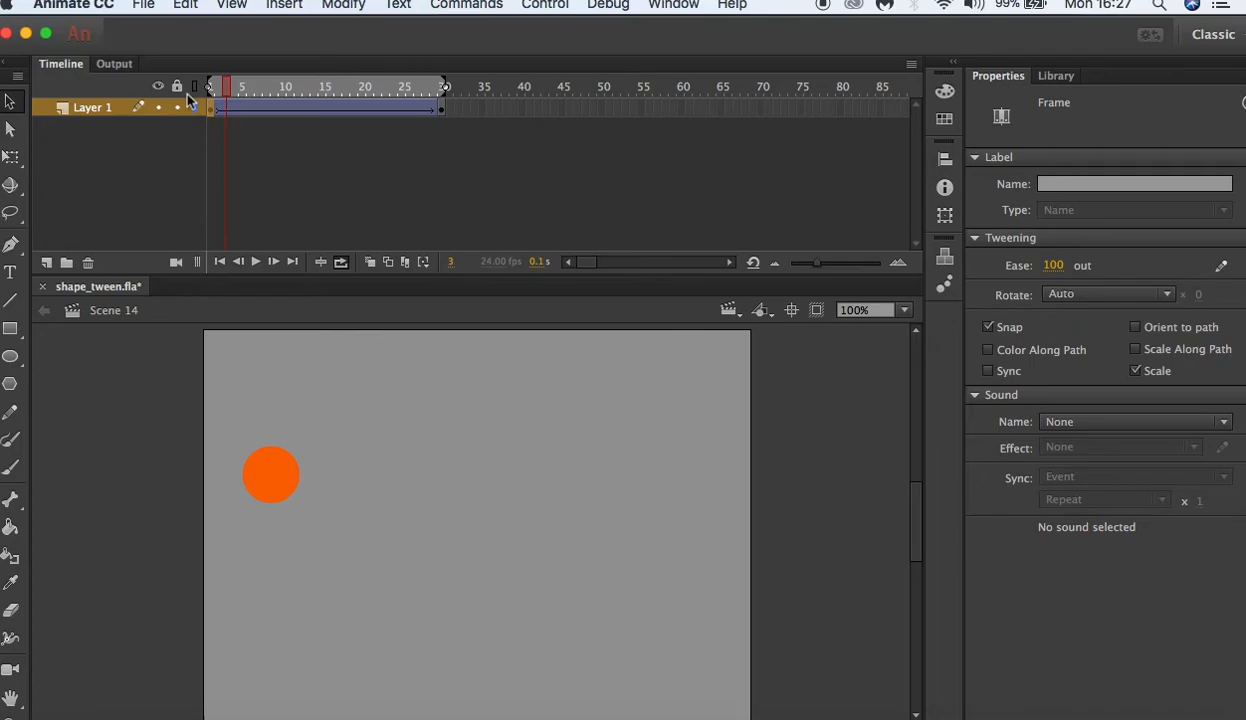 Animate CC File Edit View Insert Modify Text Commands Control Debug Window Help 99% Mon 16:27
An Classic
Timeline Output
5 10 15 20 25 30 35 40 45 50 55 60 65 70 75 80 85
Layer 1
3 24.00 fps 0.1 s
shape_tween.fla*
Scene 14 100%
Properties Library
Frame
Label
Name:
Type: Name
Tweening
Ease: 100 out
Rotate: Auto × 0
Snap Orient to path
Color Along Path Scale Along Path
Sync Scale
Sound
Name: None
Effect: None
Sync: Event
Repeat x 1
No sound selected